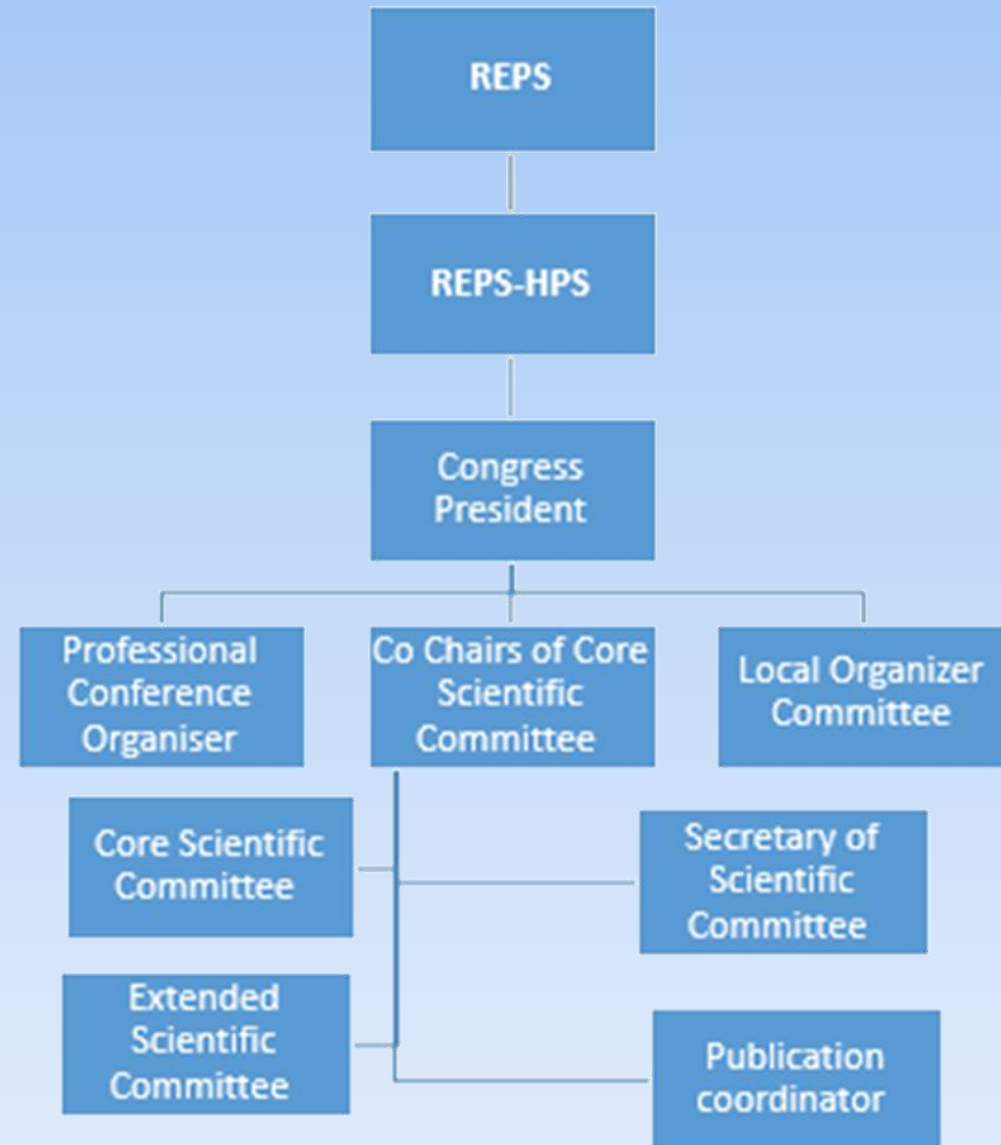 REPS
REPS-HPS
Congress
President
Professional
Conference
Organiser
Co Chairs of Core
Scientific
Committee
Local Organizer
Committee
Core Scientific
Committee
Secretary of
Scientific
Committee
Extended
Scientific
Committee
Publication
coordinator